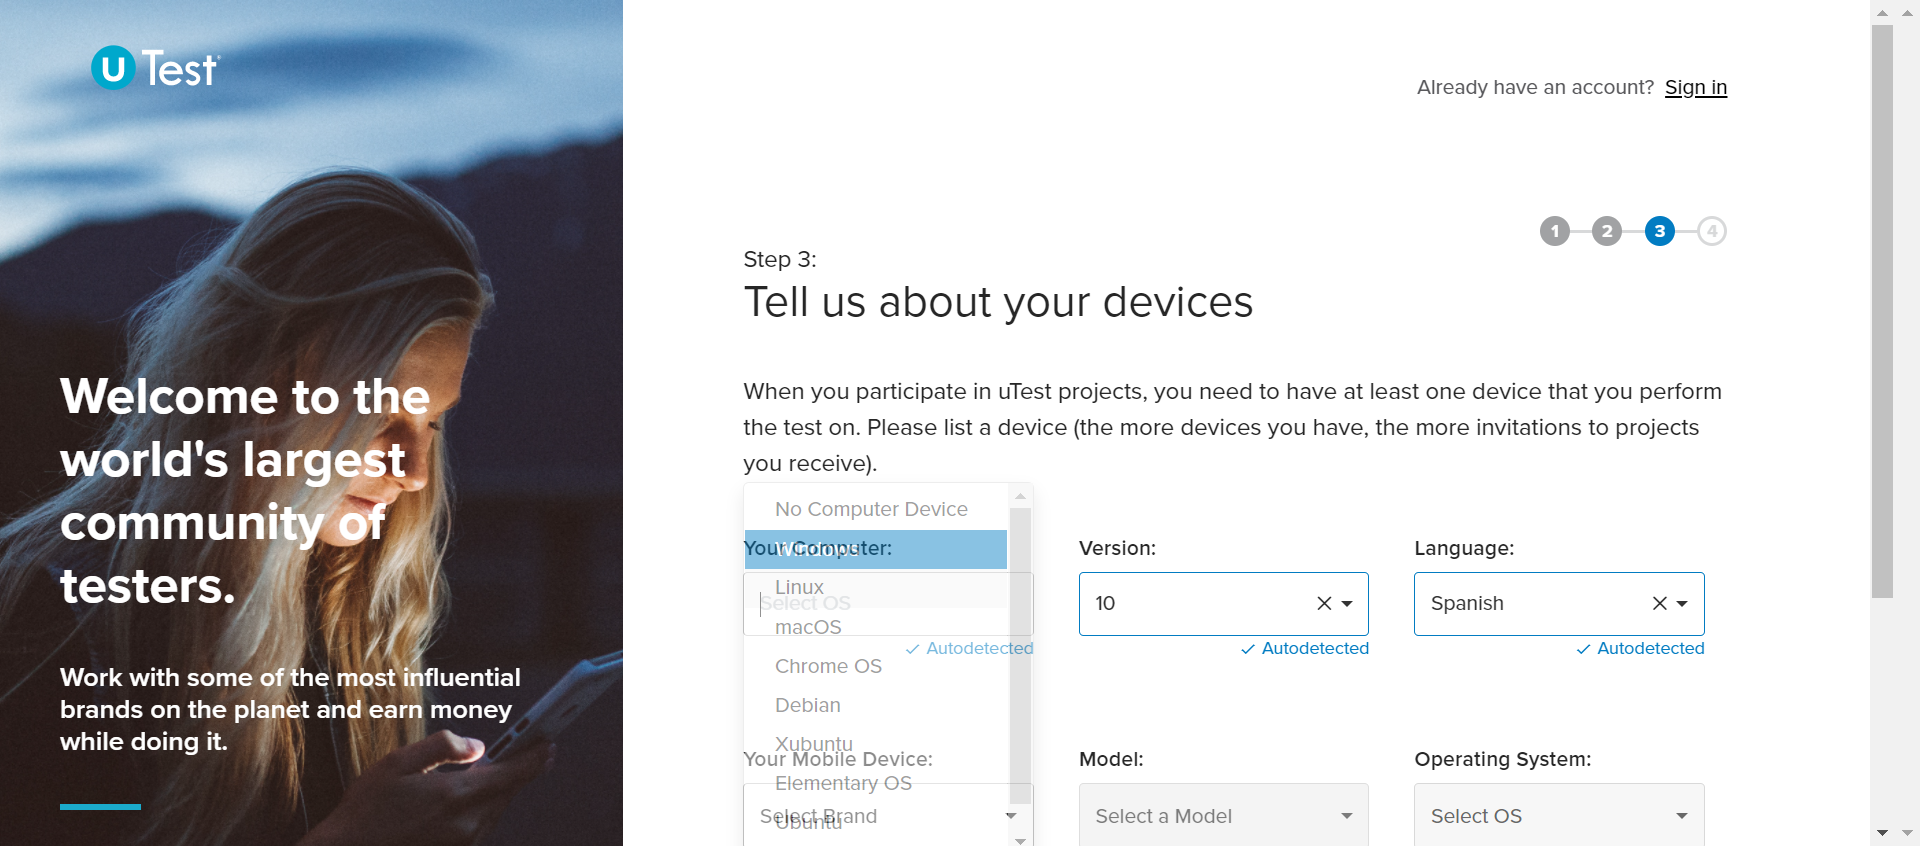 uTest
Already have an account? Sign in
1 2 3 4
Step 3:
Tell us about your devices
Welcome to the
world's largest
community of
testers.
Work with some of the most influential
brands on the planet and earn money
while doing it.
When you participate in uTest projects, you need to have at least one device that you perform
the test on. Please list a device (the more devices you have, the more invitations to projects
you receive).
Your Computer:
Version:
Language:
Select OS
10
Spanish
Autodetected
Autodetected
Autodetected
No Computer Device
Windows
Linux
macOS
Chrome OS
Debian
Xubuntu
Elementary OS
Ubuntu
Your Mobile Device:
Model:
Operating System:
Select Brand
Select a Model
Select OS